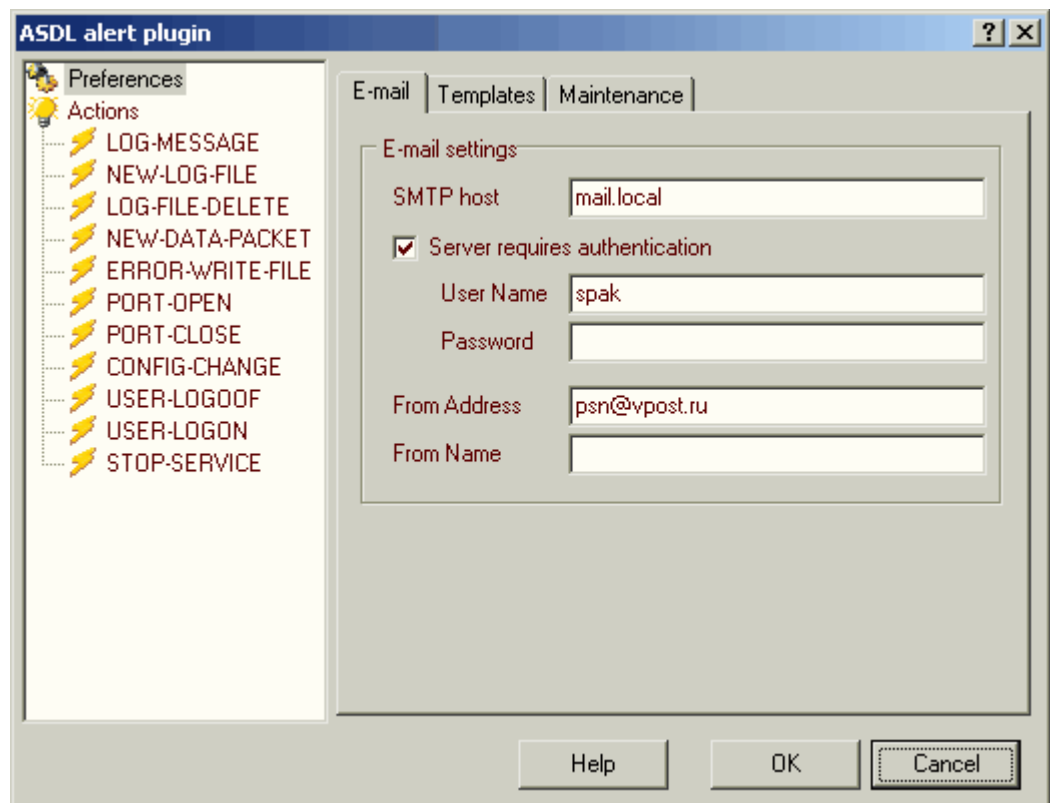 ASDL alert plugin
Preferences
Actions
LOG-MESSAGE
NEW-LOG-FILE
LOG-FILE-DELETE
NEW-DATA-PACKET
ERROR-WRITE-FILE
PORT-OPEN
PORT-CLOSE
CONFIG-CHANGE
USER-LOGOOF
USER-LOGON
STOP-SERVICE
E-mail Templates Maintenance
E-mail settings
SMTP host mail.local
Server requires authentication
User Name spak
Password
From Address psn@vpost.ru
From Name
Help OK Cancel